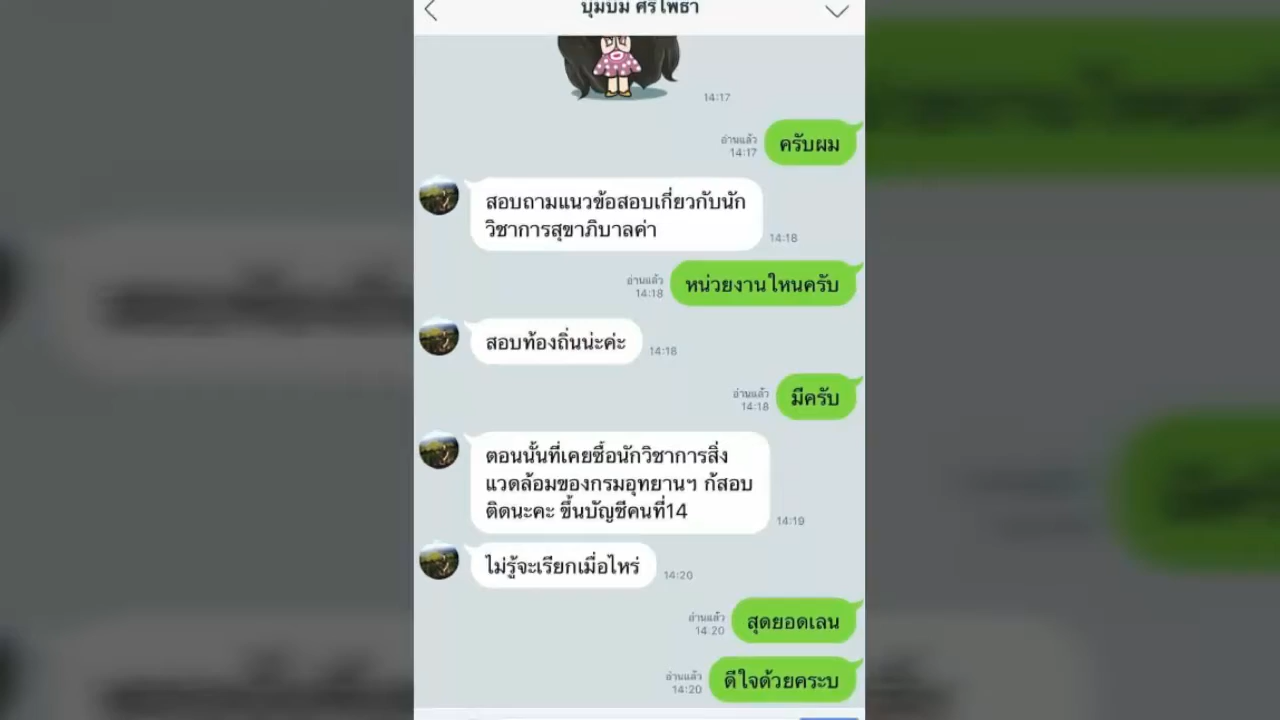 บุ๋มบิ๋ม ศรีโพธา
14:17
ครับผม
อ่านแล้ว
14:17
สอบถามแนวข้อสอบเกี่ยวกับนัก
วิชาการสุขาภิบาลค่า
14:18
หน่วยงานใหนครับ
อ่านแล้ว
14:18
สอบท้องถิ่นน่ะค่ะ
14:18
มีครับ
อ่านแล้ว
14:18
ตอนนั้นที่เคยซื้อนักวิชาการสิ่ง
แวดล้อมของกรมอุทยานฯ ก้สอบ
ติดนะคะ ขึ้นบัญชีคนที่14
14:19
ไม่รู้จะเรียกเมื่อไหร่
14:20
สุดยอดเลน
อ่านแล้ว
14:20
ดีใจด้วยคระบ
อ่านแล้ว
14:20